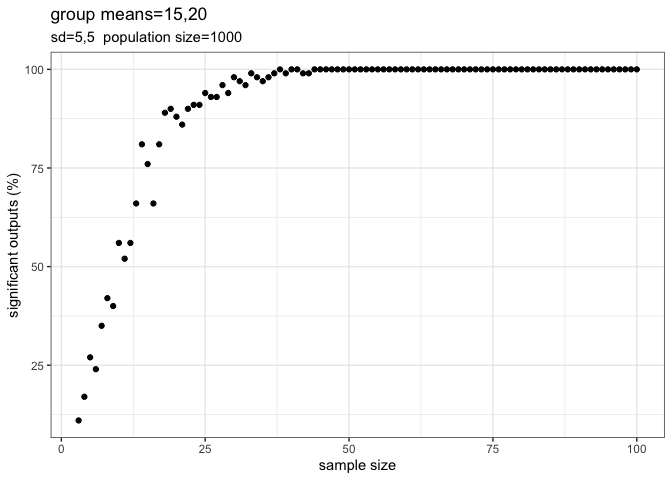 group means=15,20
sd=5,5  population size=1000
100
75
50
25
significant outputs (%)
0
25
50
75
100
sample size